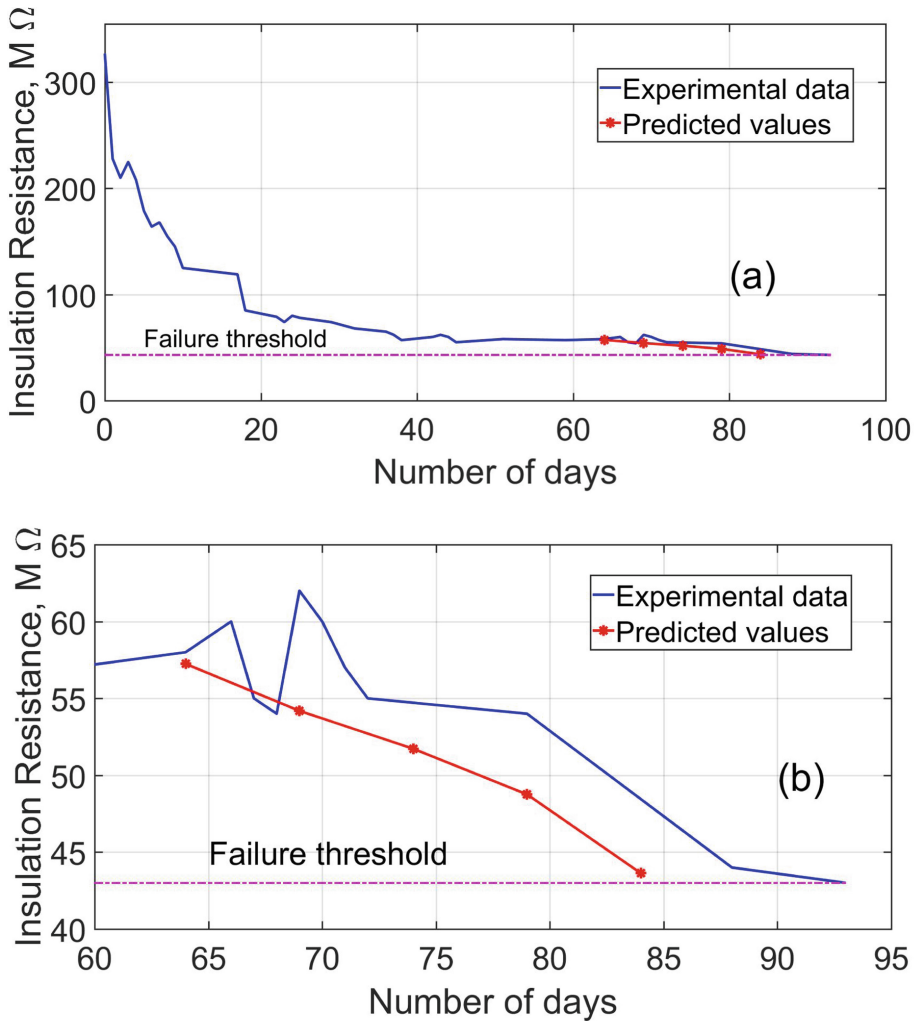 Insulation Resistance, M Ω
300
200
100
0
Experimental data
Predicted values
(a)
Failure threshold
0 20 40 60 80 100
Number of days
Insulation Resistance, M Ω
65
60
55
50
45
40
Experimental data
Predicted values
(b)
Failure threshold
60 65 70 75 80 85 90 95
Number of days